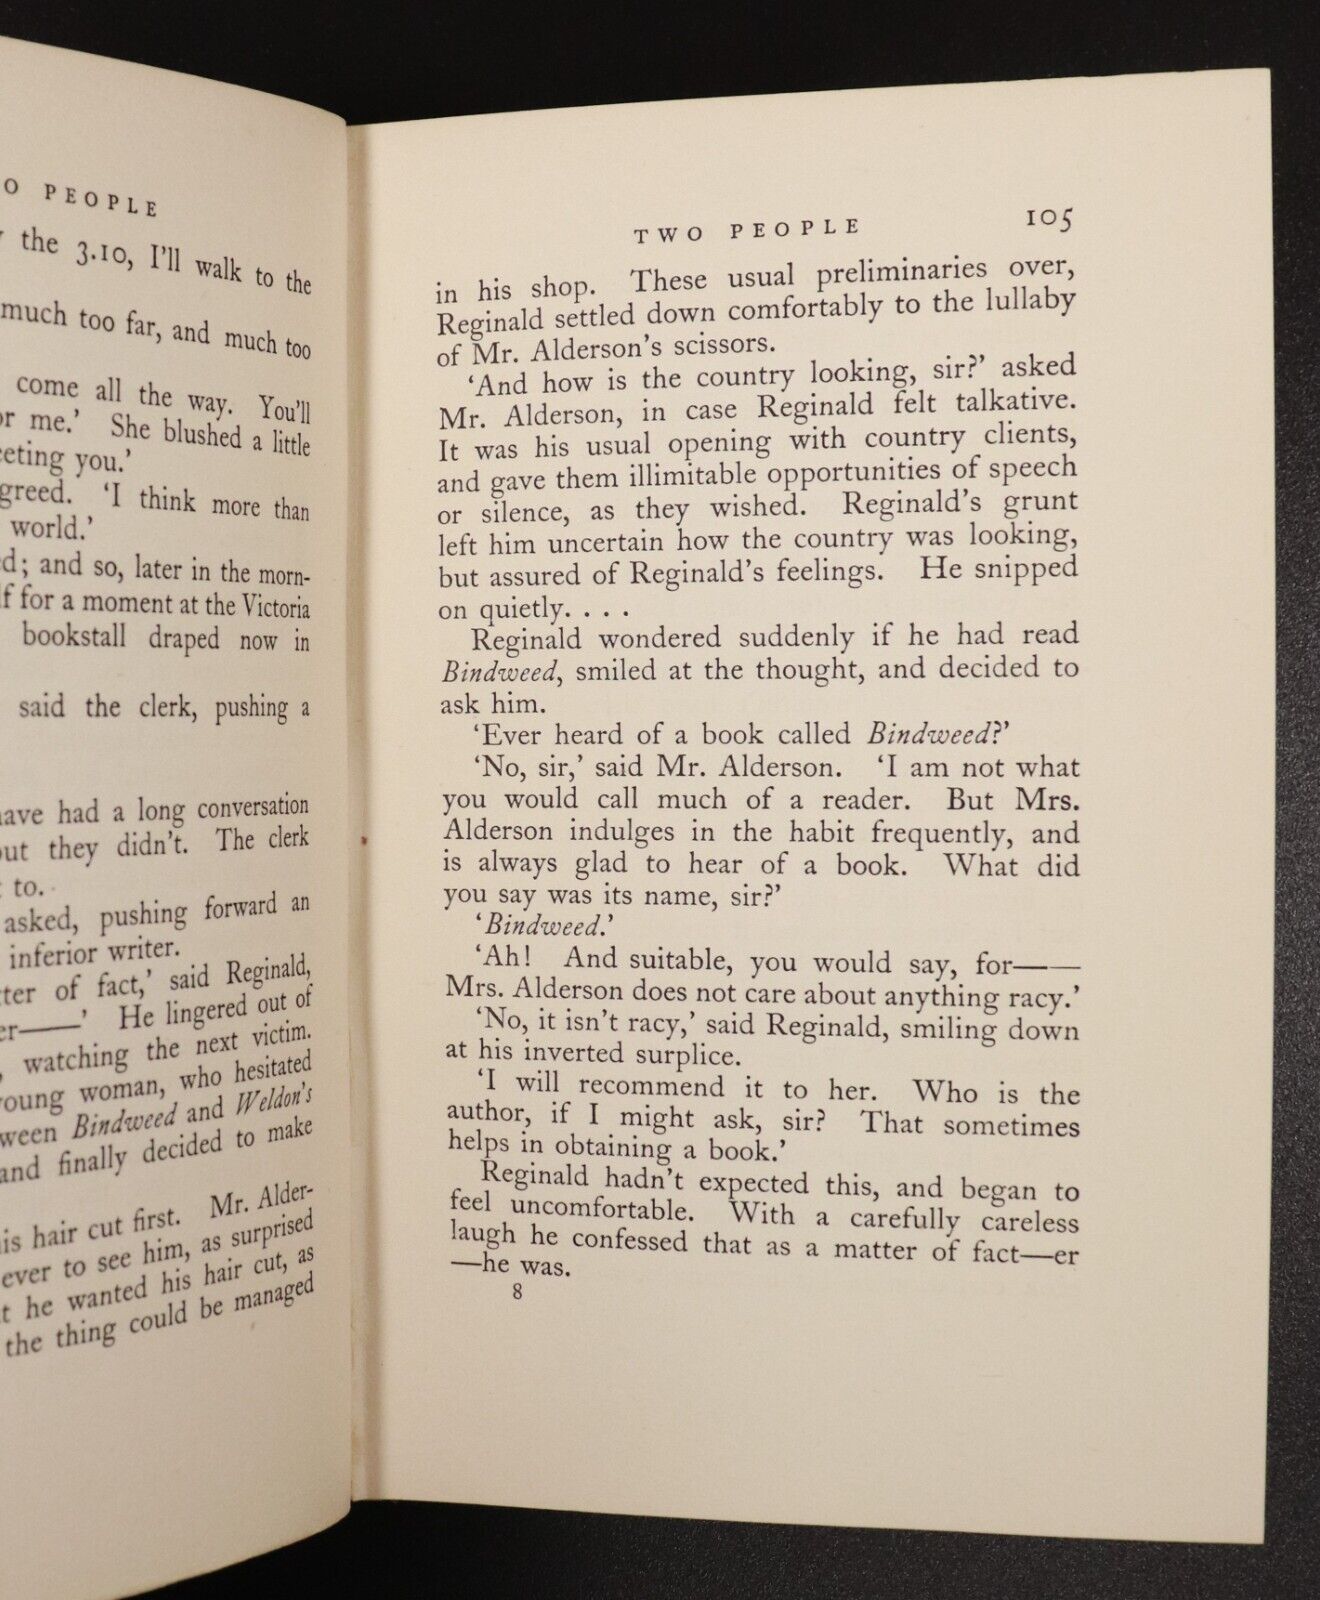 O PEOPLE
the 3.10, I'll walk to the
much too far, and much too
come all the way. You'll
me.' She blushed a little
you.'
'I think more than
world.'
; and so, later in the morn-
for a moment at the Victoria
bookstall draped now in
said the clerk, pushing a
have had a long conversation
but they didn't. The clerk
to.
asked, pushing forward an
inferior writer.
of fact,' said Reginald,
er——' He lingered out of
watching the next victim.
young woman, who hesitated
Bindweed and Weldon's
and finally decided to make
his hair cut first. Mr. Alder-
ever to see him, as surprised
he wanted his hair cut, as
the thing could be managed
TWO PEOPLE 105
in his shop. These usual preliminaries over,
Reginald settled down comfortably to the lullaby
of Mr. Alderson's scissors.
'And how is the country looking, sir?' asked
Mr. Alderson, in case Reginald felt talkative.
It was his usual opening with country clients,
and gave them illimitable opportunities of speech
or silence, as they wished. Reginald's grunt
left him uncertain how the country was looking,
but assured of Reginald's feelings. He snipped
on quietly. . . .
Reginald wondered suddenly if he had read
Bindweed, smiled at the thought, and decided to
ask him.
'Ever heard of a book called Bindweed?'
'No, sir,' said Mr. Alderson. 'I am not what
you would call much of a reader. But Mrs.
Alderson indulges in the habit frequently, and
is always glad to hear of a book. What did
you say was its name, sir?'
'Bindweed.'
'Ah! And suitable, you would say, for——
Mrs. Alderson does not care about anything racy.'
'No, it isn't racy,' said Reginald, smiling down
at his inverted surplice.
'I will recommend it to her. Who is the
author, if I might ask, sir? That sometimes
helps in obtaining a book.'
Reginald hadn't expected this, and began to
feel uncomfortable. With a carefully careless
laugh he confessed that as a matter of fact—er
—he was.
8